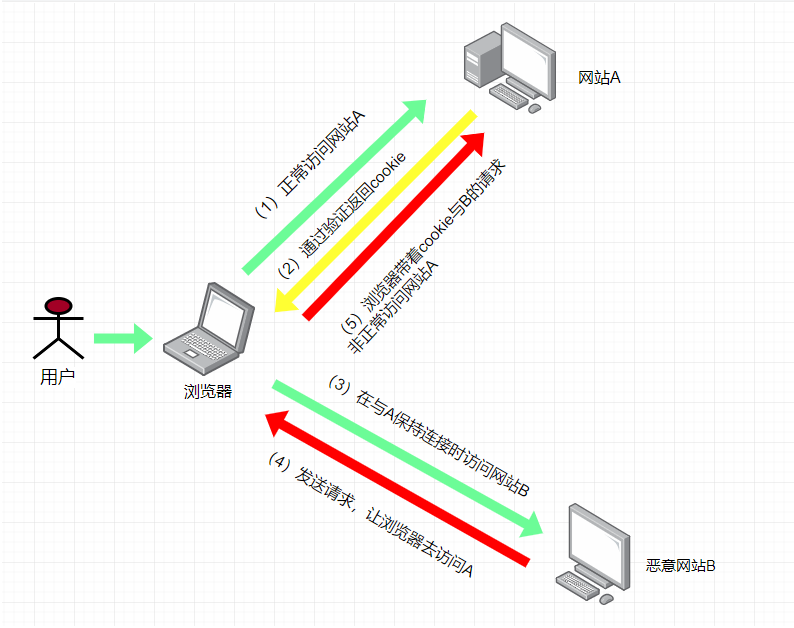 网站A
（1）正常访问网站A
（2）通过验证返回cookie
（5）浏览器带着cookie与B的请求
非正常访问网站A
用户
浏览器
（3）在与A保持连接时访问网站B
（4）发送请求，让浏览器去访问A
恶意网站B